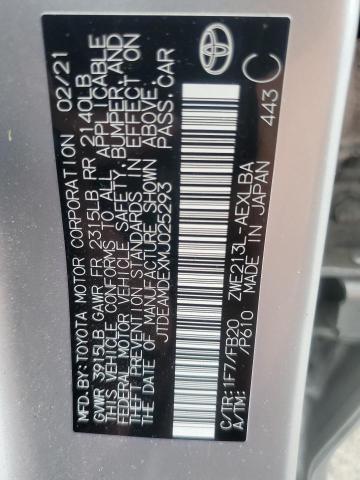 MFD. BY: TOYOTA MOTOR CORPORATION 02/21
GVWR 3915LB GAWR FR 2315LB RR 2140LB
THIS VEHICLE CONFORMS TO ALL APPLICABLE
FEDERAL MOTOR VEHICLE SAFETY, BUMPER, AND
THEFT PREVENTION STANDARDS IN EFFECT ON
THE DATE OF MANUFACTURE SHOWN ABOVE.
JTDEAMDEXMJ025293 PASS. CAR
C/TR: 1F7/FB20 ZWE213L-AEXLBA
A/TM: /P610 MADE IN JAPAN 443 C
TOYOTA